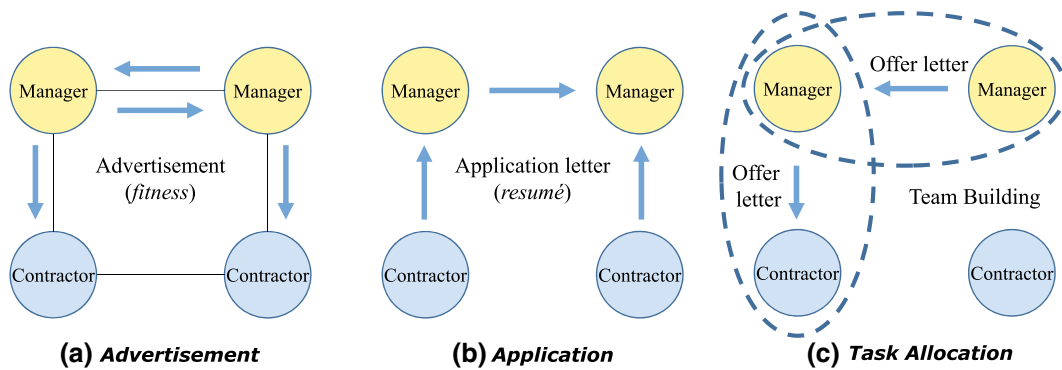 Manager
Manager
Advertisement
(fitness)
Contractor
Contractor
(a) Advertisement
Manager
Manager
Application letter
(resumé)
Contractor
Contractor
(b) Application
Manager
Offer letter
Manager
Offer
letter
Team Building
Contractor
Contractor
(c) Task Allocation